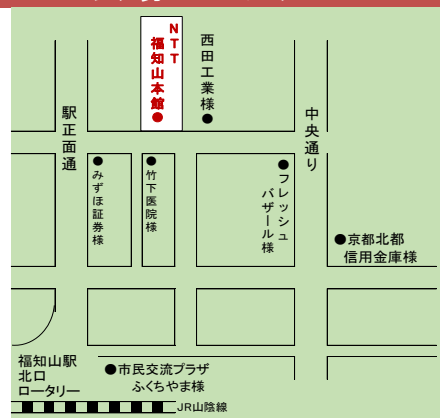 NTT
福知山本館●
西田工業様●
駅正面通
中央通り
●みずほ証券様
●竹下医院様
●フレッシュ
バザール様
●京都北都
信用金庫様
福知山駅
北口
ロータリー
●市民交流プラザ
ふくちやま様
JR山陰線